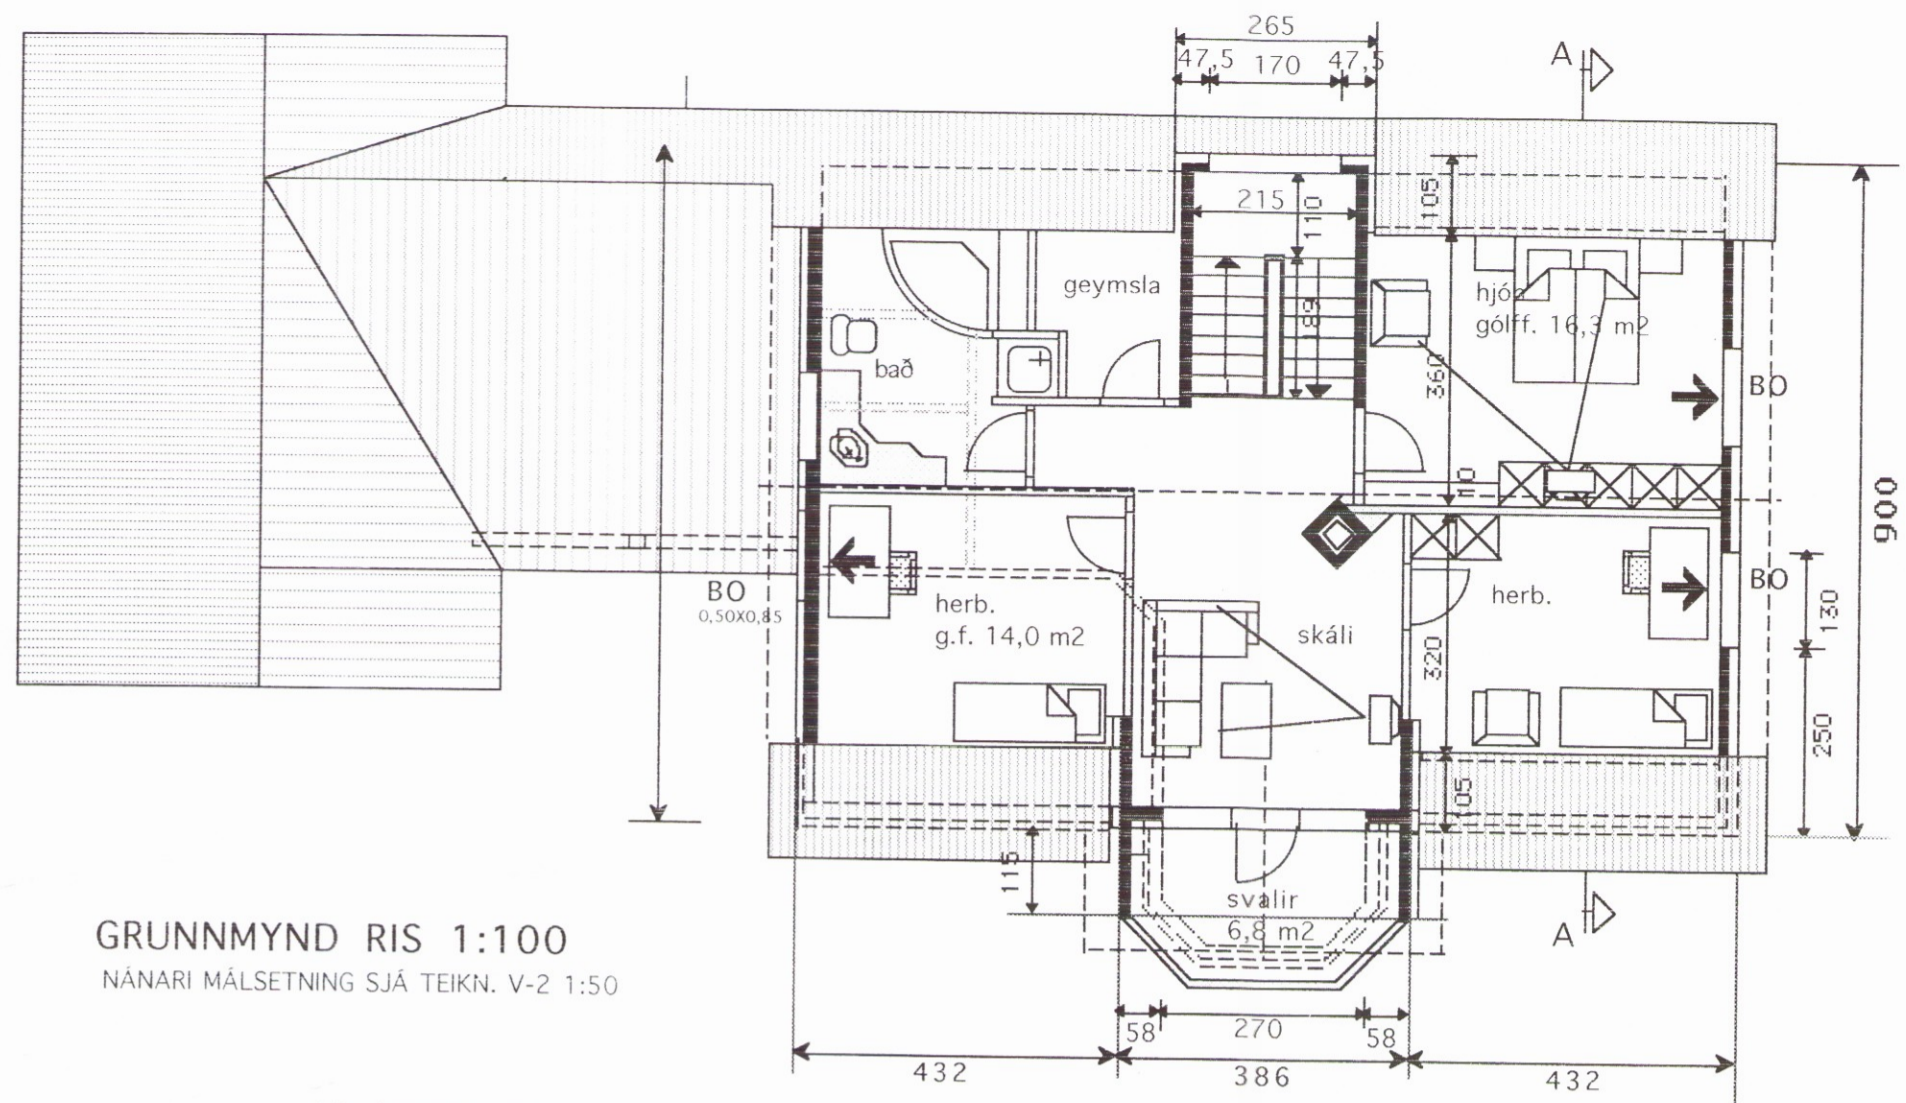 265
47,5 170 47,5
A
215
110
105
189
geymsla
hjón
gólff. 16,3 m2
360
bað
BO
10
900
BO
0,50X0,85
herb.
g.f. 14,0 m2
skáli
herb.
BO
130
320
250
105
115
svalir
6,8 m2
A
GRUNNMYND RIS 1:100
NÁNARI MÁLSETNING SJÁ TEIKN. V-2 1:50
58 270 58
432 386 432